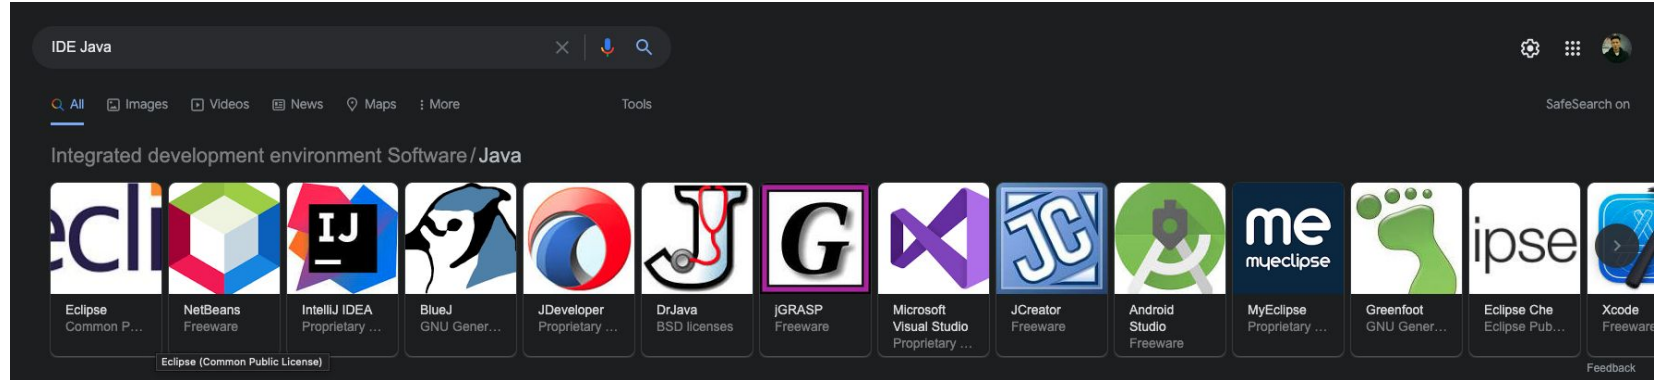 IDE Java
All Images Videos News Maps More Tools SafeSearch on
Integrated development environment Software/Java
ecli
IJ
G
JC
me
myeclipse
ipse
Eclipse
Common P...
NetBeans
Freeware
IntelliJ IDEA
Proprietary ...
BlueJ
GNU Gener...
JDeveloper
Proprietary ...
DrJava
BSD licenses
jGRASP
Freeware
Microsoft
Visual Studio
Proprietary ...
JCreator
Freeware
Android
Studio
Freeware
MyEclipse
Proprietary ...
Greenfoot
GNU Gener...
Eclipse Che
Eclipse Pub...
Xcode
Freeware
Eclipse (Common Public License)
Feedback